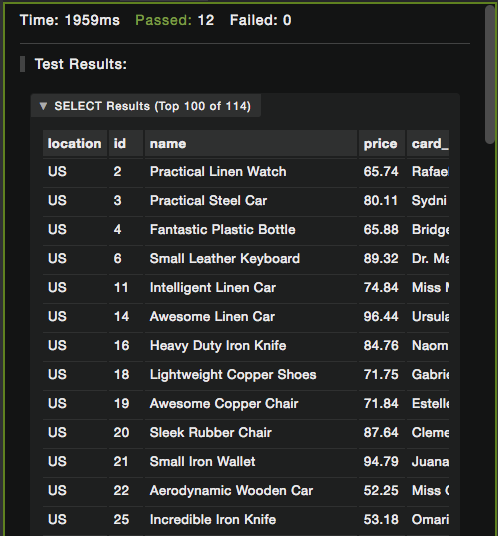 Time: 1959ms Passed: 12 Failed: 0
Test Results:
▼ SELECT Results (Top 100 of 114)
location id name price card_
US 2 Practical Linen Watch 65.74 Rafael
US 3 Practical Steel Car 80.11 Sydni
US 4 Fantastic Plastic Bottle 65.88 Bridge
US 6 Small Leather Keyboard 89.32 Dr. Ma
US 11 Intelligent Linen Car 74.84 Miss
US 14 Awesome Linen Car 96.44 Ursula
US 16 Heavy Duty Iron Knife 84.76 Naom
US 18 Lightweight Copper Shoes 71.75 Gabrie
US 19 Awesome Copper Chair 71.84 Estelle
US 20 Sleek Rubber Chair 87.64 Cleme
US 21 Small Iron Wallet 94.79 Juana
US 22 Aerodynamic Wooden Car 52.25 Miss
US 25 Incredible Iron Knife 53.18 Omari